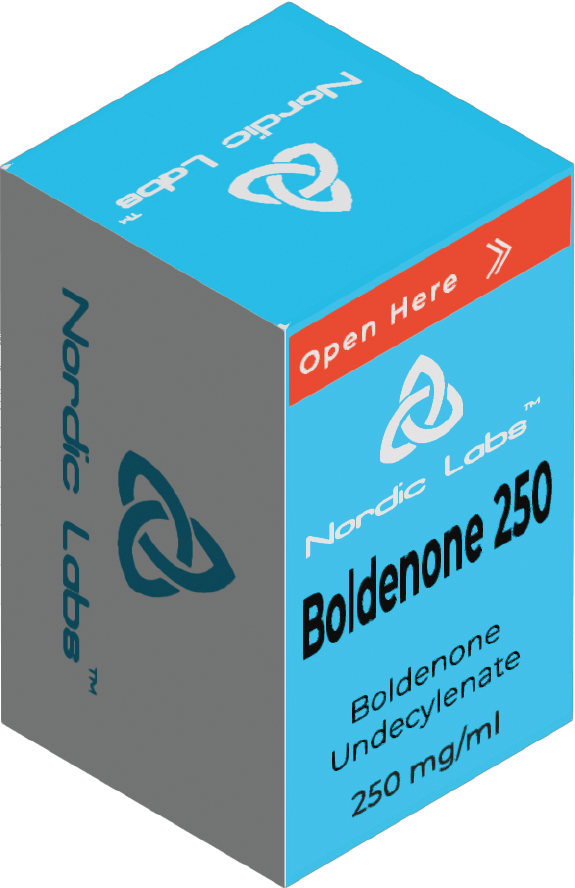 Nordic Labs™
Open Here
Nordic Labs™
Boldenone 250
Boldenone
Undecylenate
250 mg/ml
Nordic Labs™